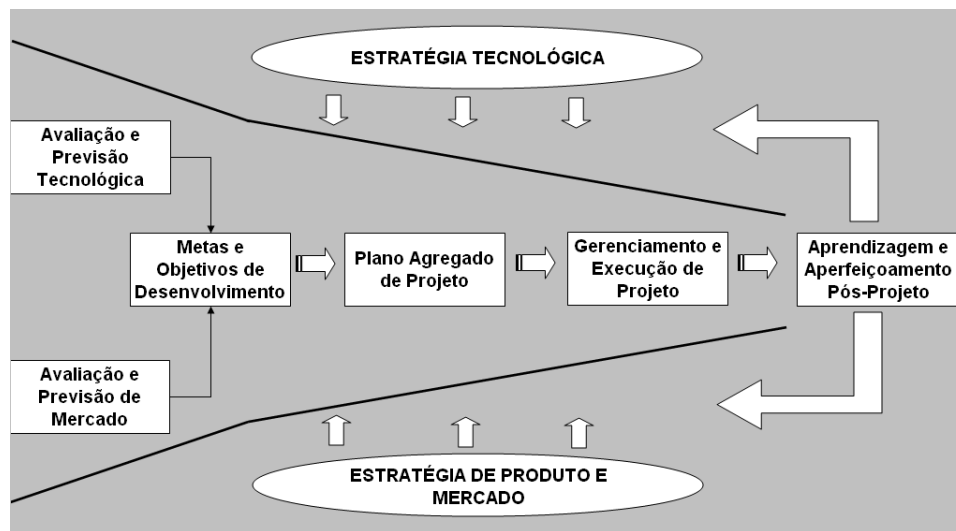 ESTRATÉGIA TECNOLÓGICA
Avaliação e
Previsão
Tecnológica
Metas e
Objetivos de
Desenvolvimento
Plano Agregado
de Projeto
Gerenciamento e
Execução de
Projeto
Aprendizagem e
Aperfeiçoamento
Pós-Projeto
Avaliação e
Previsão de
Mercado
ESTRATÉGIA DE PRODUTO E
MERCADO